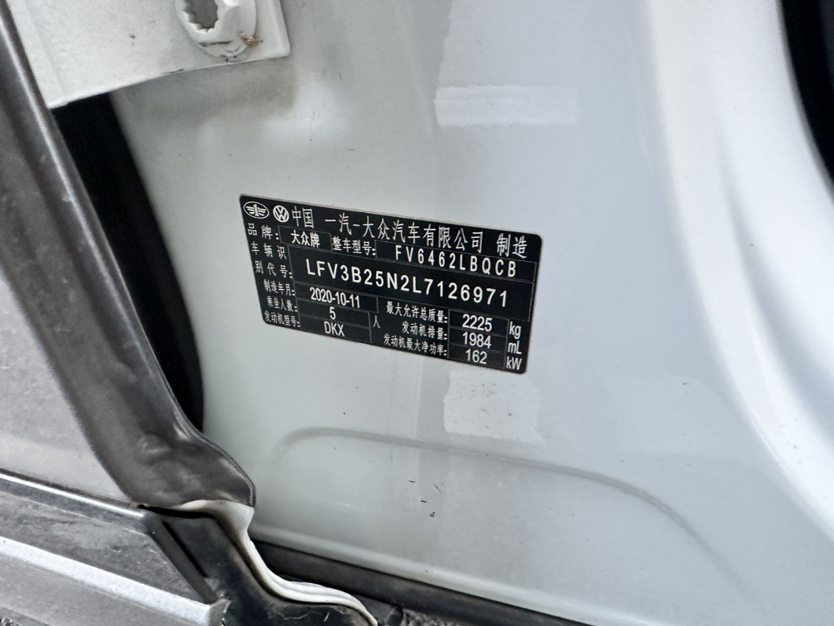 中国 一汽-大众汽车有限公司 制造
品牌: 大众牌 整车型号: FV6462LBQCB
车辆识别代号: LFV3B25N2L7126971
制造年月: 2020-10-11 最大允许总质量: 2225 kg
乘坐人数: 5 人 发动机排量: 1984 mL
发动机型号: DKX 发动机最大净功率: 162 kW